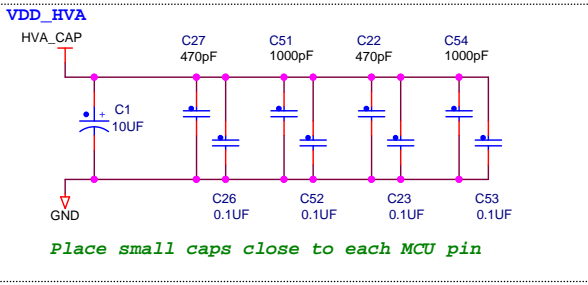 VDD_HVA
HVA_CAP
C27
470pF
C51
1000pF
C22
470pF
C54
1000pF
C1
+
10UF
GND
C26
0.1UF
C52
0.1UF
C23
0.1UF
C53
0.1UF
Place small caps close to each MCU pin